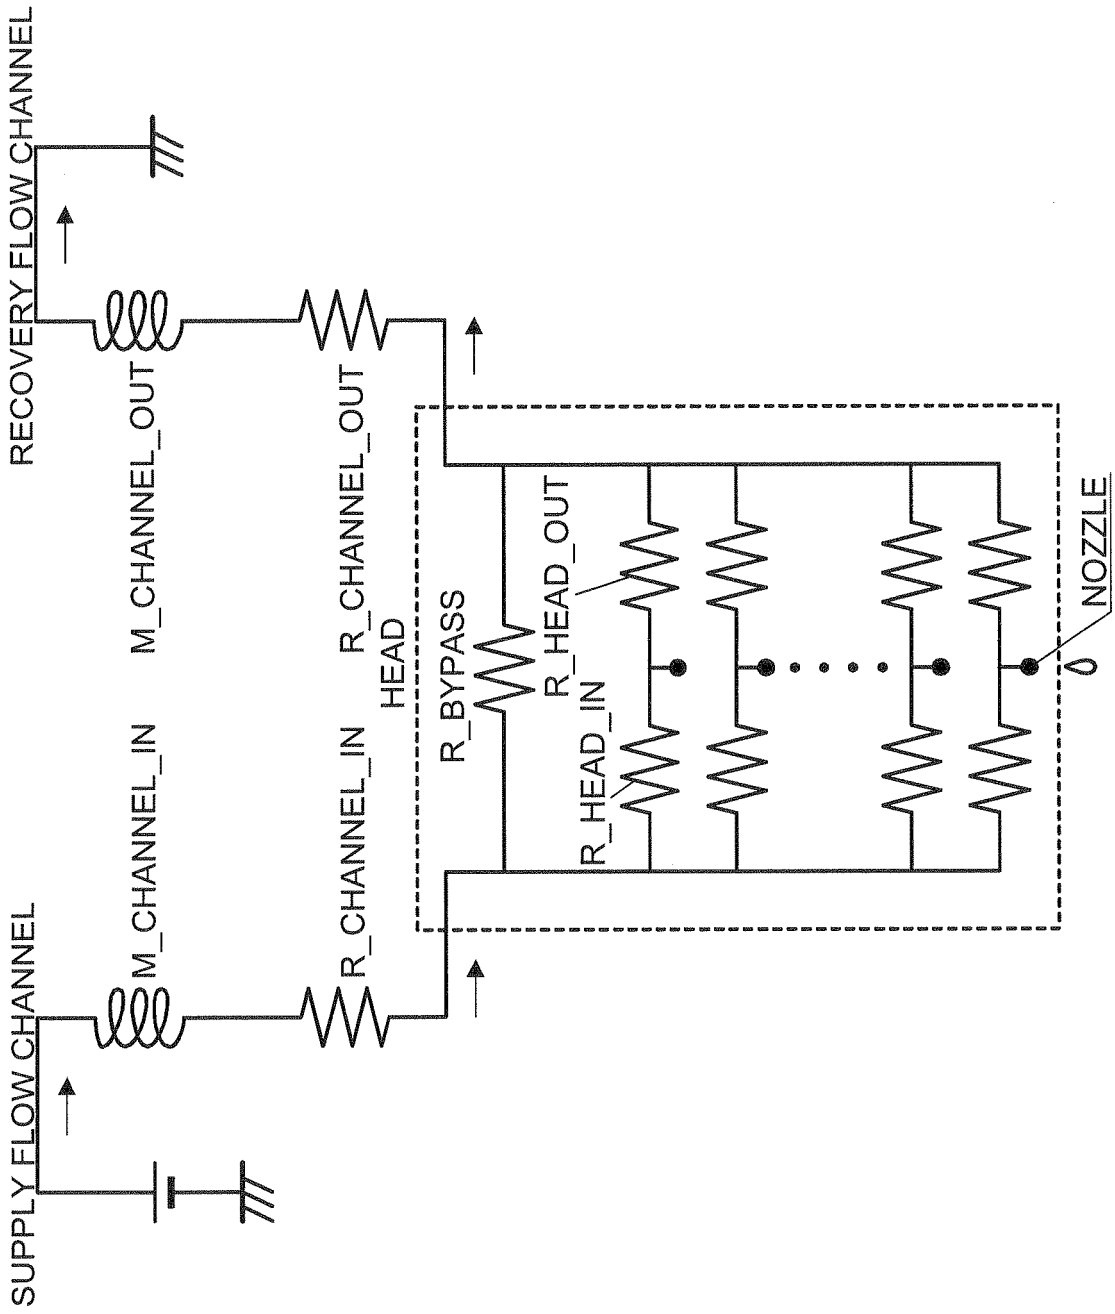 SUPPLY FLOW CHANNEL
RECOVERY FLOW CHANNEL
M_CHANNEL_IN
M_CHANNEL_OUT
R_CHANNEL_IN
R_CHANNEL_OUT
HEAD
R_BYPASS
R_HEAD_OUT
R_HEAD_IN
NOZZLE